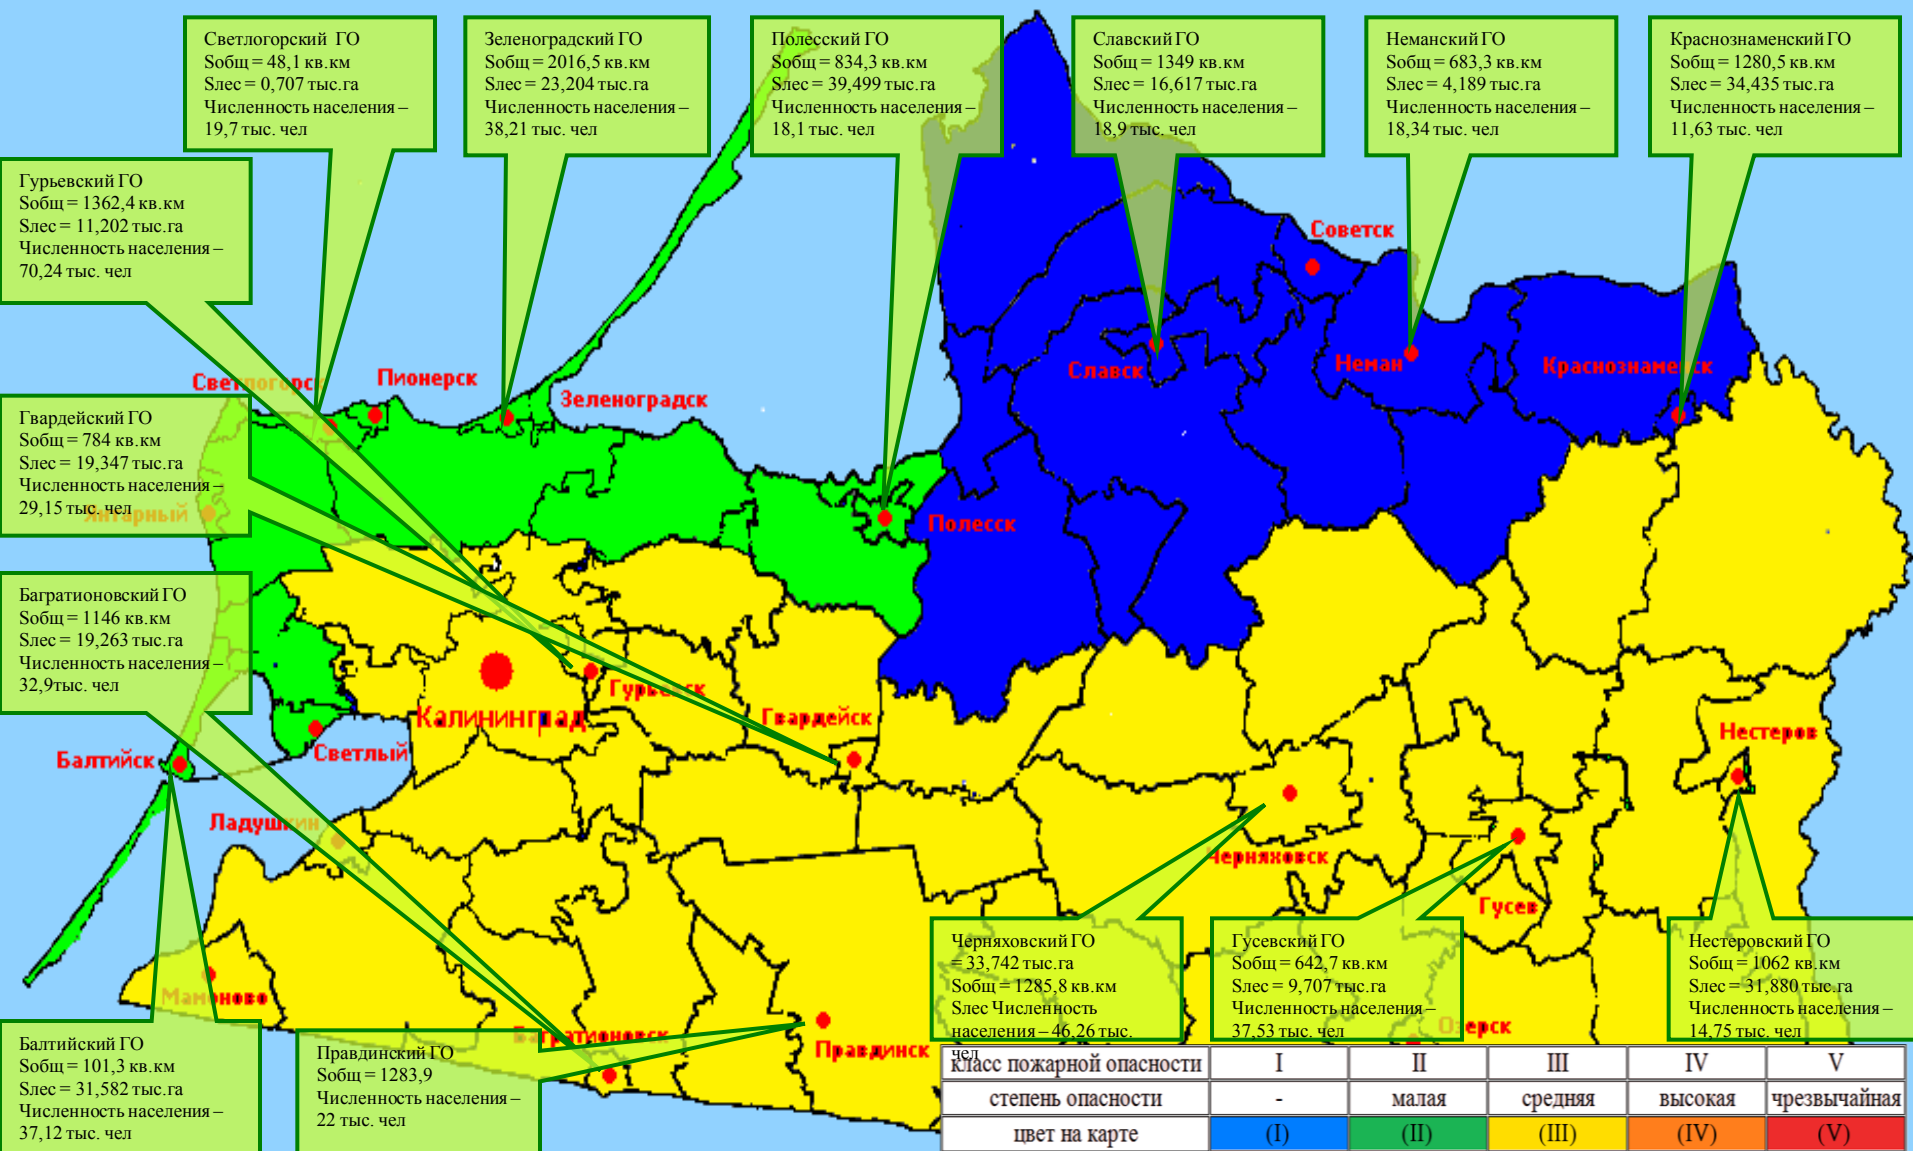 Светлогорский ГО
Sобщ = 48,1 кв.км
Sлес = 0,707 тыс.га
Численность населения –
19,7 тыс. чел
Зеленоградский ГО
Sобщ = 2016,5 кв.км
Sлес = 23,204 тыс.га
Численность населения –
38,21 тыс. чел
Полесский ГО
Sобщ = 834,3 кв.км
Sлес = 39,499 тыс.га
Численность населения –
18,1 тыс. чел
Славский ГО
Sобщ = 1349 кв.км
Sлес = 16,617 тыс.га
Численность населения –
18,9 тыс. чел
Неманский ГО
Sобщ = 683,3 кв.км
Sлес = 4,189 тыс.га
Численность населения –
18,34 тыс. чел
Краснознаменский ГО
Sобщ = 1280,5 кв.км
Sлес = 34,435 тыс.га
Численность населения –
11,63 тыс. чел
Гурьевский ГО
Sобщ = 1362,4 кв.км
Sлес = 11,202 тыс.га
Численность населения –
70,24 тыс. чел
Советск
Светлогорск
Пионерск
Зеленоградск
Славск
Неман
Краснознаменск
Гвардейский ГО
Sобщ = 784 кв.км
Sлес = 19,347 тыс.га
Численность населения –
29,15 тыс. чел
Янтарный
Полесск
Багратионовский ГО
Sобщ = 1146 кв.км
Sлес = 19,263 тыс.га
Численность населения –
32,9тыс. чел
Гурьевск
Калининград
Гвардейск
Светлый
Балтийск
Нестеров
Ладушкин
Черняховск
Гусев
Мамоново
Багратионовск
Правдинск
Озерск
Черняховский ГО
= 33,742 тыс.га
Sобщ = 1285,8 кв.км
Sлес Численность
населения – 46,26 тыс.
чел
Гусевский ГО
Sобщ = 642,7 кв.км
Sлес = 9,707 тыс.га
Численность населения –
37,53 тыс. чел
Нестеровский ГО
Sобщ = 1062 кв.км
Sлес = 31,880 тыс.га
Численность населения –
14,75 тыс. чел
Балтийский ГО
Sобщ = 101,3 кв.км
Sлес = 31,582 тыс.га
Численность населения –
37,12 тыс. чел
Правдинский ГО
Sобщ = 1283,9
Численность населения –
22 тыс. чел
класс пожарной опасности I II III IV V
степень опасности - малая средняя высокая чрезвычайная
цвет на карте (I) (II) (III) (IV) (V)